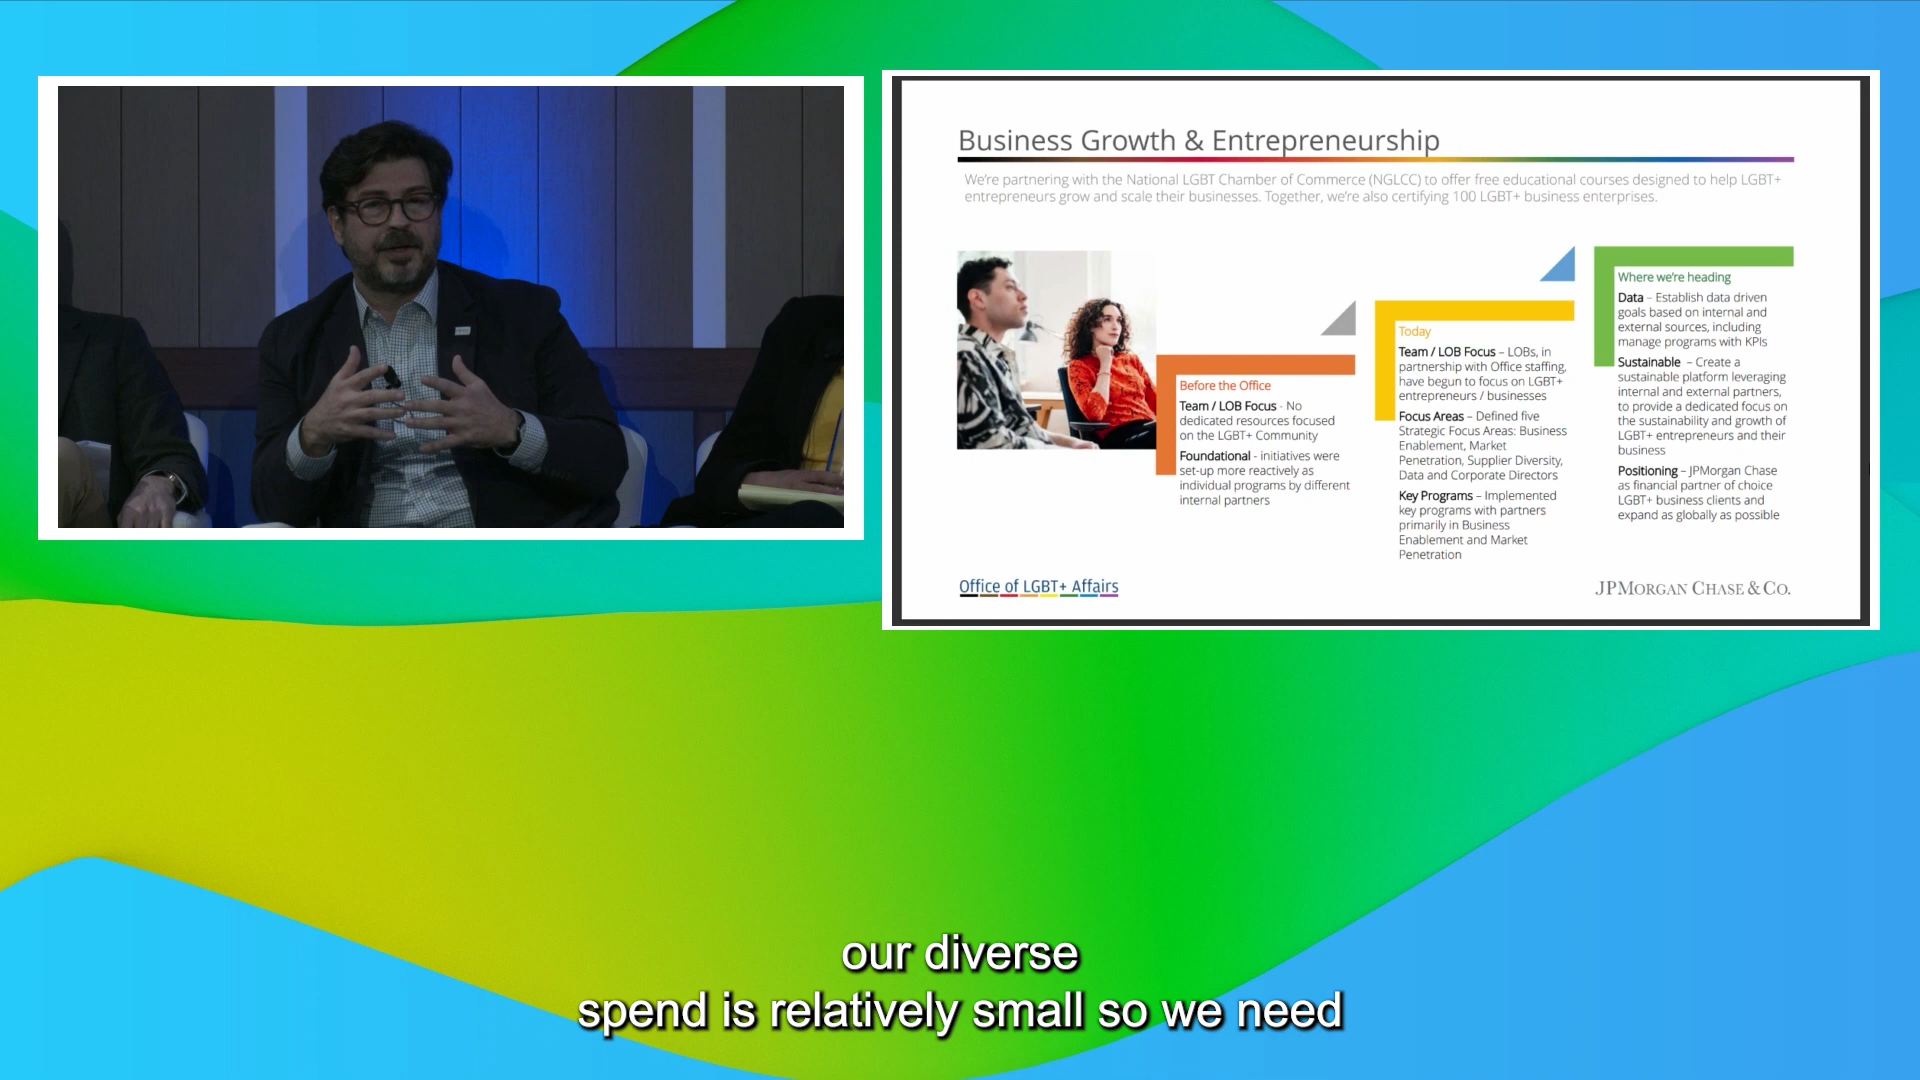 Business Growth & Entrepreneurship
We're partnering with the National LGBT Chamber of Commerce (NGLCC) to offer free educational courses designed to help LGBT+
entrepreneurs grow and scale their businesses. Together, we're also certifying 100 LGBT+ business enterprises.
Before the Office
Team / LOB Focus - No
dedicated resources focused
on the LGBT+ Community
Foundational - initiatives were
set-up more reactively as
individual programs by different
internal partners
Today
Team / LOB Focus – LOBs, in
partnership with Office staffing,
have begun to focus on LGBT+
entrepreneurs / businesses
Focus Areas – Defined five
Strategic Focus Areas: Business
Enablement, Market
Penetration, Supplier Diversity,
Data and Corporate Directors
Key Programs – Implemented
key programs with partners
primarily in Business
Enablement and Market
Penetration
Where we're heading
Data – Establish data driven
goals based on internal and
external sources, including
manage programs with KPIs
Sustainable – Create a
sustainable platform leveraging
internal and external partners,
to provide a dedicated focus on
the sustainability and growth of
LGBT+ entrepreneurs and their
business
Positioning – JPMorgan Chase
as financial partner of choice
LGBT+ business clients and
expand as globally as possible
Office of LGBT+ Affairs
JPMORGAN CHASE & CO.
our diverse
spend is relatively small so we need